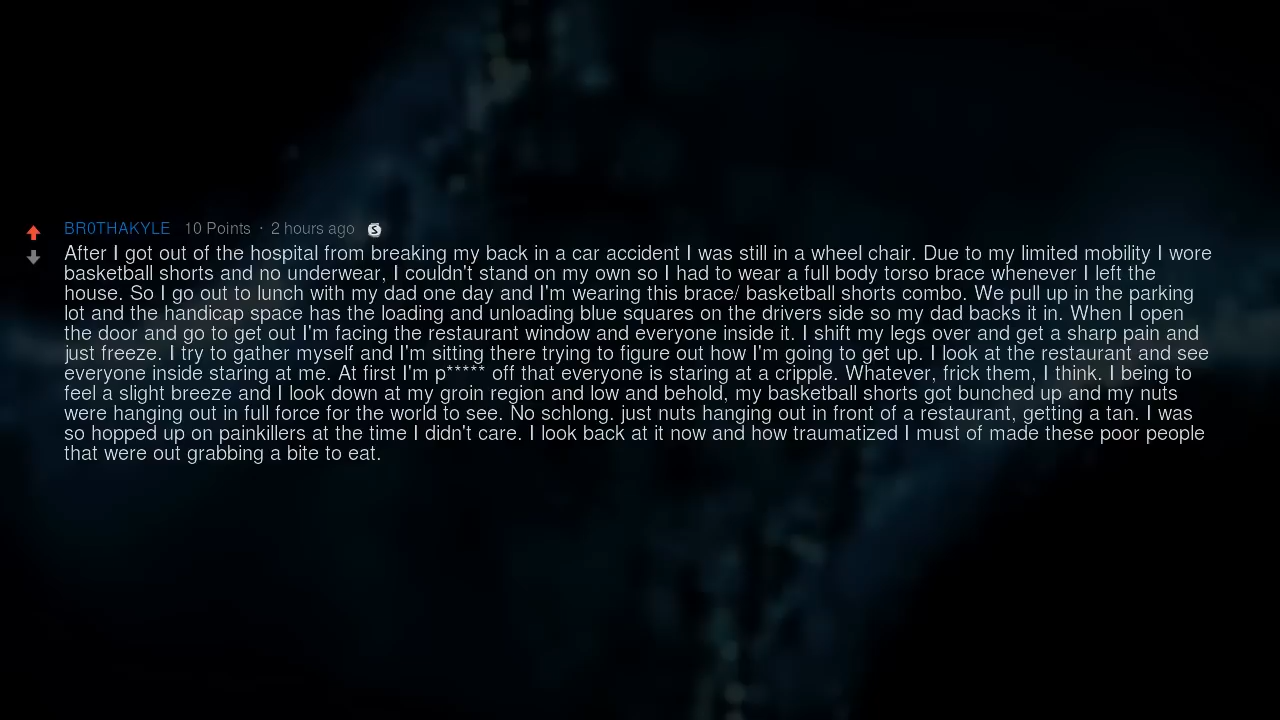 BR0THAKYLE 10 Points · 2 hours ago S
After I got out of the hospital from breaking my back in a car accident I was still in a wheel chair. Due to my limited mobility I wore
basketball shorts and no underwear, I couldn't stand on my own so I had to wear a full body torso brace whenever I left the
house. So I go out to lunch with my dad one day and I'm wearing this brace/ basketball shorts combo. We pull up in the parking
lot and the handicap space has the loading and unloading blue squares on the drivers side so my dad backs it in. When I open
the door and go to get out I'm facing the restaurant window and everyone inside it. I shift my legs over and get a sharp pain and
just freeze. I try to gather myself and I'm sitting there trying to figure out how I'm going to get up. I look at the restaurant and see
everyone inside staring at me. At first I'm p***** off that everyone is staring at a cripple. Whatever, frick them, I think. I being to
feel a slight breeze and I look down at my groin region and low and behold, my basketball shorts got bunched up and my nuts
were hanging out in full force for the world to see. No schlong. just nuts hanging out in front of a restaurant, getting a tan. I was
so hopped up on painkillers at the time I didn't care. I look back at it now and how traumatized I must of made these poor people
that were out grabbing a bite to eat.